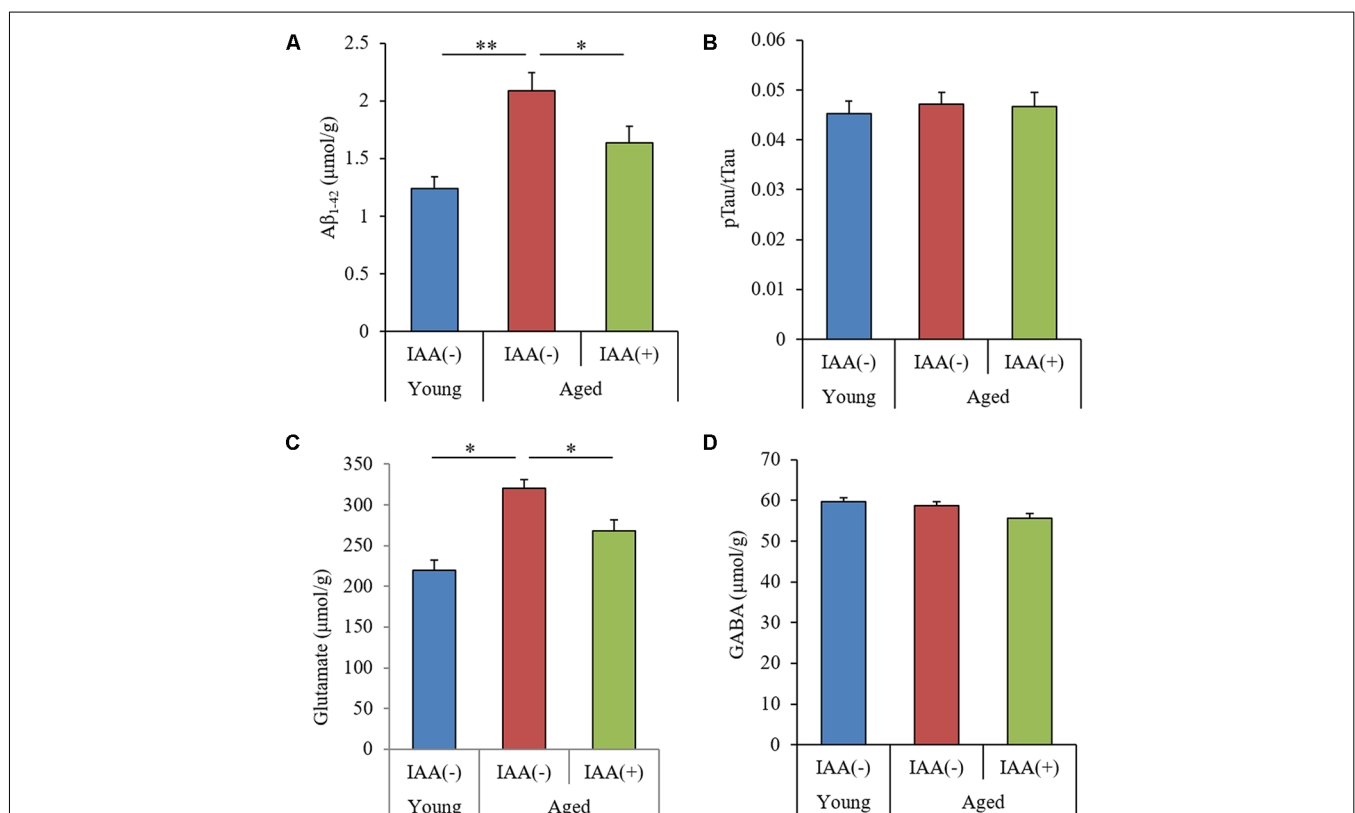 A
**
*
2.5
2
1.5
1
0.5
0
Aβ1-42 (μmol/g)
IAA(-)
IAA(-)
IAA(+)
Young
Aged
B
0.06
0.05
0.04
0.03
0.02
0.01
0
pTau/tTau
IAA(-)
IAA(-)
IAA(+)
Young
Aged
C
*
*
350
300
250
200
150
100
50
0
Glutamate (μmol/g)
IAA(-)
IAA(-)
IAA(+)
Young
Aged
D
70
60
50
40
30
20
10
0
GABA (μmol/g)
IAA(-)
IAA(-)
IAA(+)
Young
Aged